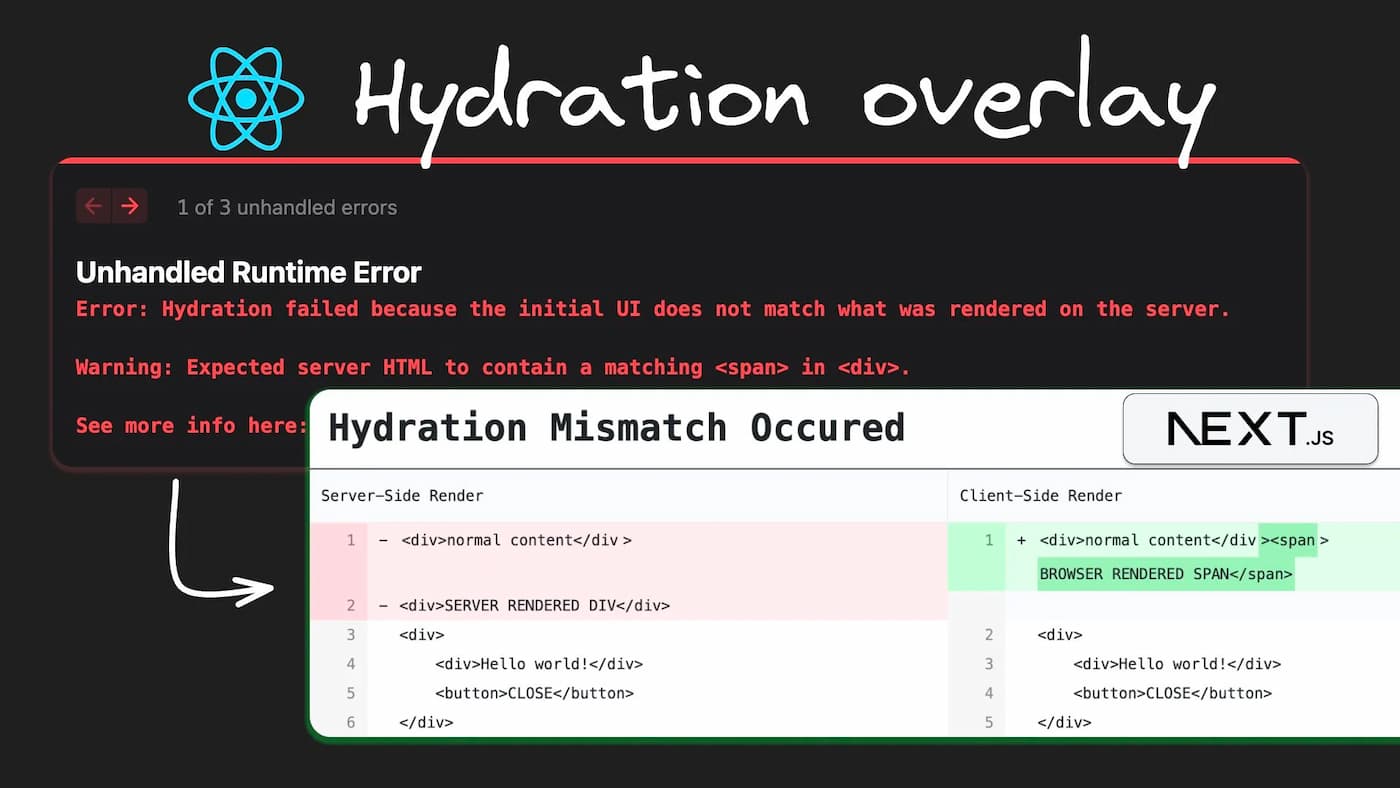 Hydration overlay
1 of 3 unhandled errors
Unhandled Runtime Error
Error: Hydration failed because the initial UI does not match what was rendered on the server.
Warning: Expected server HTML to contain a matching <span> in <div>.
See more info here:
Hydration Mismatch Occured
NEXT.JS
Server-Side Render
1 - <div>normal content</div>
2 - <div>SERVER RENDERED DIV</div>
3 <div>
4 <div>Hello world!</div>
5 <button>CLOSE</button>
6 </div>
Client-Side Render
1 + <div>normal content</div><span>
BROWSER RENDERED SPAN</span>
2 <div>
3 <div>Hello world!</div>
4 <button>CLOSE</button>
5 </div>